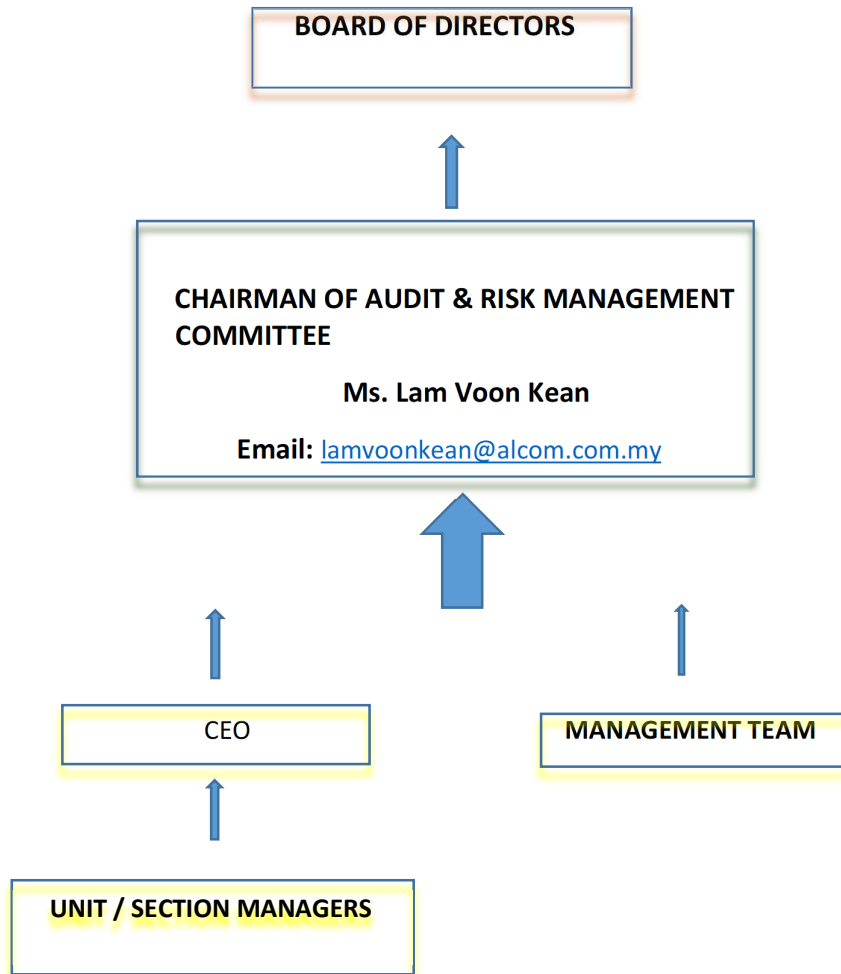 BOARD OF DIRECTORS
CHAIRMAN OF AUDIT & RISK MANAGEMENT
COMMITTEE
Ms. Lam Voon Kean
Email: lamvoonkean@alcom.com.my
CEO
MANAGEMENT TEAM
UNIT / SECTION MANAGERS